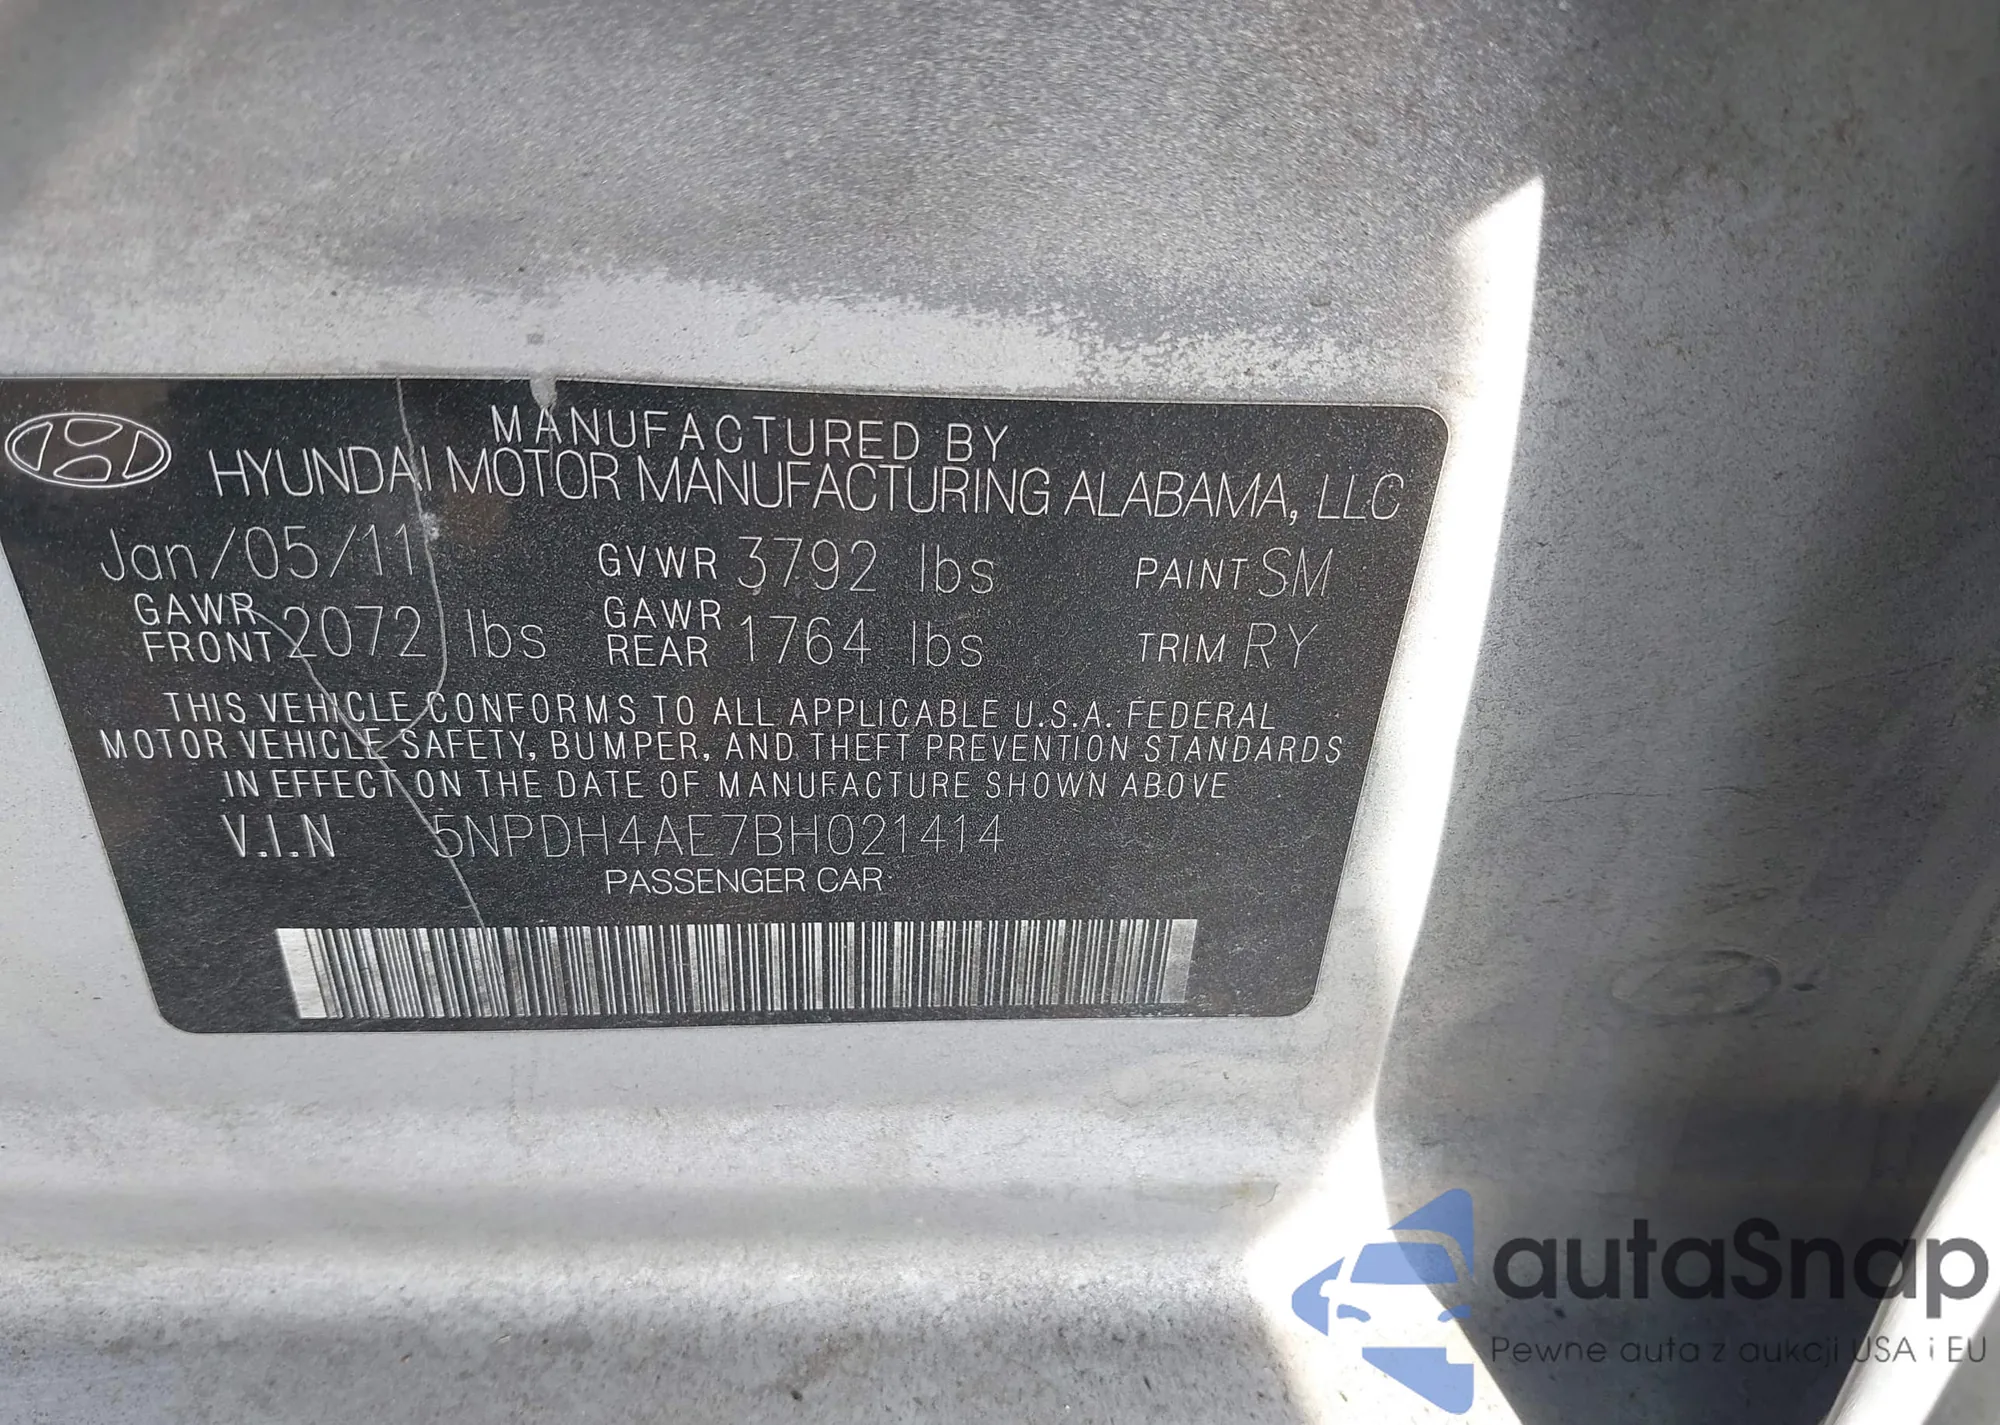 MANUFACTURED BY
HYUNDAI MOTOR MANUFACTURING ALABAMA, LLC
Jan/05/11 GVWR 3792 lbs PAINT SM
GAWR FRONT 2072 lbs GAWR REAR 1764 lbs TRIM RY
THIS VEHICLE CONFORMS TO ALL APPLICABLE U.S.A. FEDERAL
MOTOR VEHICLE SAFETY, BUMPER, AND THEFT PREVENTION STANDARDS
IN EFFECT ON THE DATE OF MANUFACTURE SHOWN ABOVE
V.I.N 5NPDH4AE7BH021414
PASSENGER CAR
autaSnap
Pewne auta z aukcji USA i EU